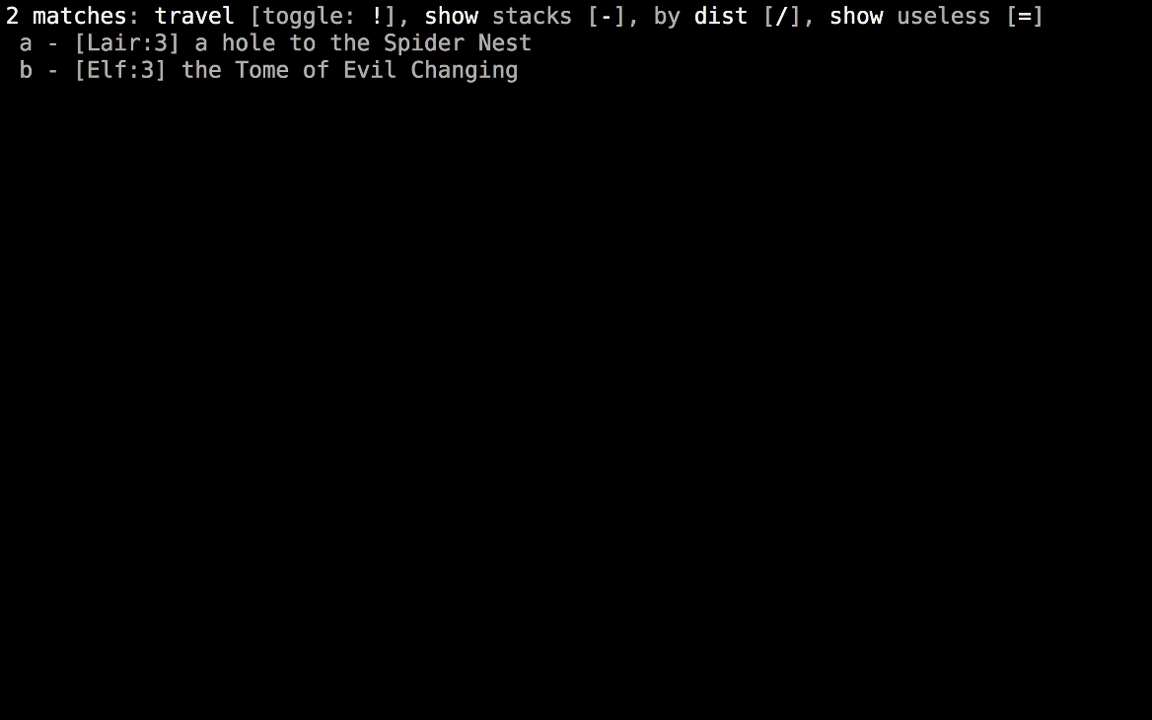 2 matches: travel [toggle: !], show stacks [-], by dist [/], show useless [=]
a - [Lair:3] a hole to the Spider Nest
b - [Elf:3] the Tome of Evil Changing